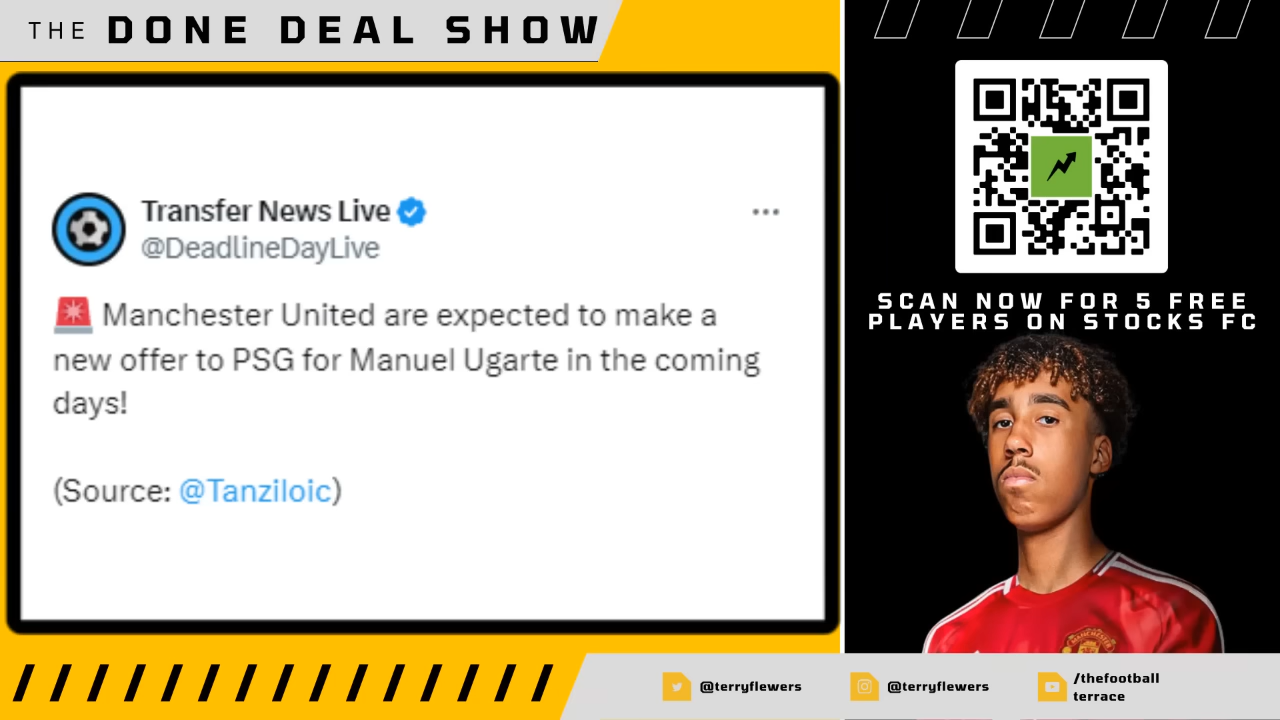 THE DONE DEAL SHOW
Transfer News Live
@DeadlineDayLive
🚨 Manchester United are expected to make a
new offer to PSG for Manuel Ugarte in the coming
days!
(Source: @Tanziloic)
SCAN NOW FOR 5 FREE
PLAYERS ON STOCKS FC
MANCHESTER
@terryflewers
@terryflewers
/thefootball
terrace